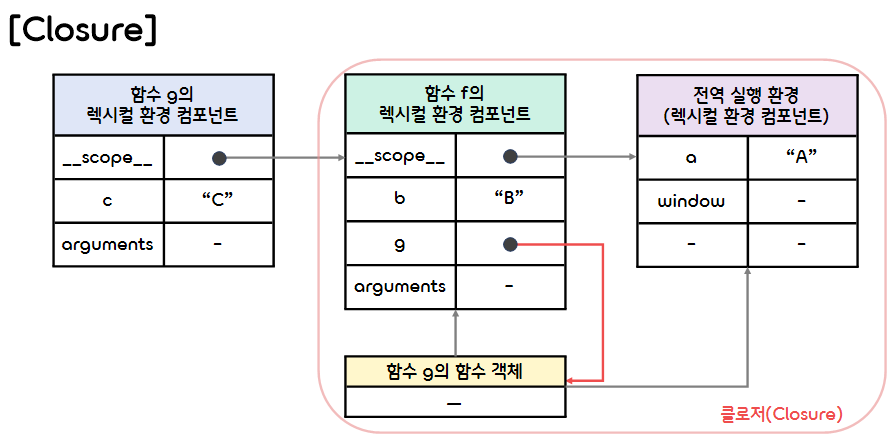 [Closure]
함수 g의
렉시컬 환경 컴포넌트
__scope__
c
“C”
arguments
-
함수 f의
렉시컬 환경 컴포넌트
__scope__
b
“B”
g
arguments
-
전역 실행 환경
(렉시컬 환경 컴포넌트)
a
“A”
window
-
-
-
함수 g의 함수 객체
—
클로저(Closure)